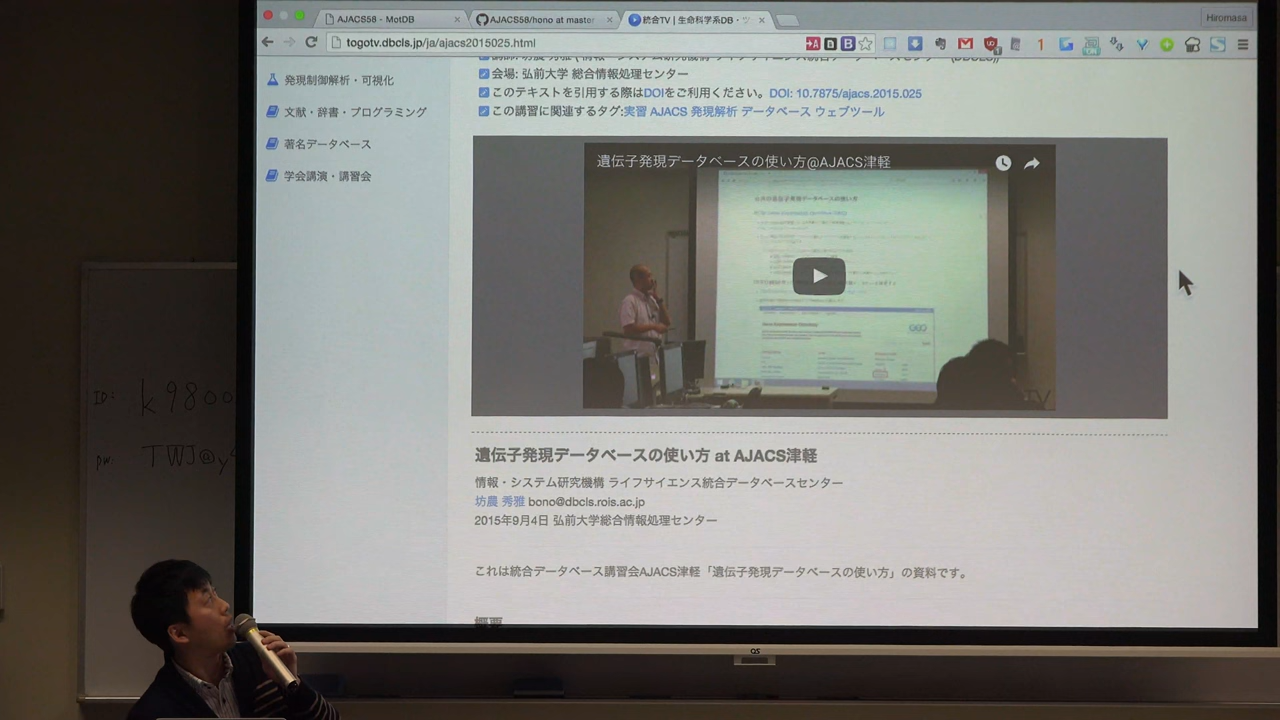 AJACS58 - MotDB
AJACS58/hono at master
統合TV | 生命科学系DB・ツ
Hiromasa
togotv.dbcls.jp/ja/ajacs2015025.html
発現制御解析・可視化
会場: 弘前大学 総合情報処理センター
このテキストを引用する際はDOIをご利用ください。DOI: 10.7875/ajacs.2015.025
文献・辞書・プログラミング
この講習に関連するタグ:実習 AJACS 発現解析 データベース ウェブツール
著名データベース
学会講演・講習会
遺伝子発現データベースの使い方@AJACS津軽
遺伝子発現データベースの使い方 at AJACS津軽
情報・システム研究機構 ライフサイエンス統合データベースセンター
坊農 秀雅 bono@dbcls.rois.ac.jp
2015年9月4日 弘前大学総合情報処理センター
これは統合データベース講習会AJACS津軽「遺伝子発現データベースの使い方」の資料です。
概要
ID: k9800
pw: TWJ@y